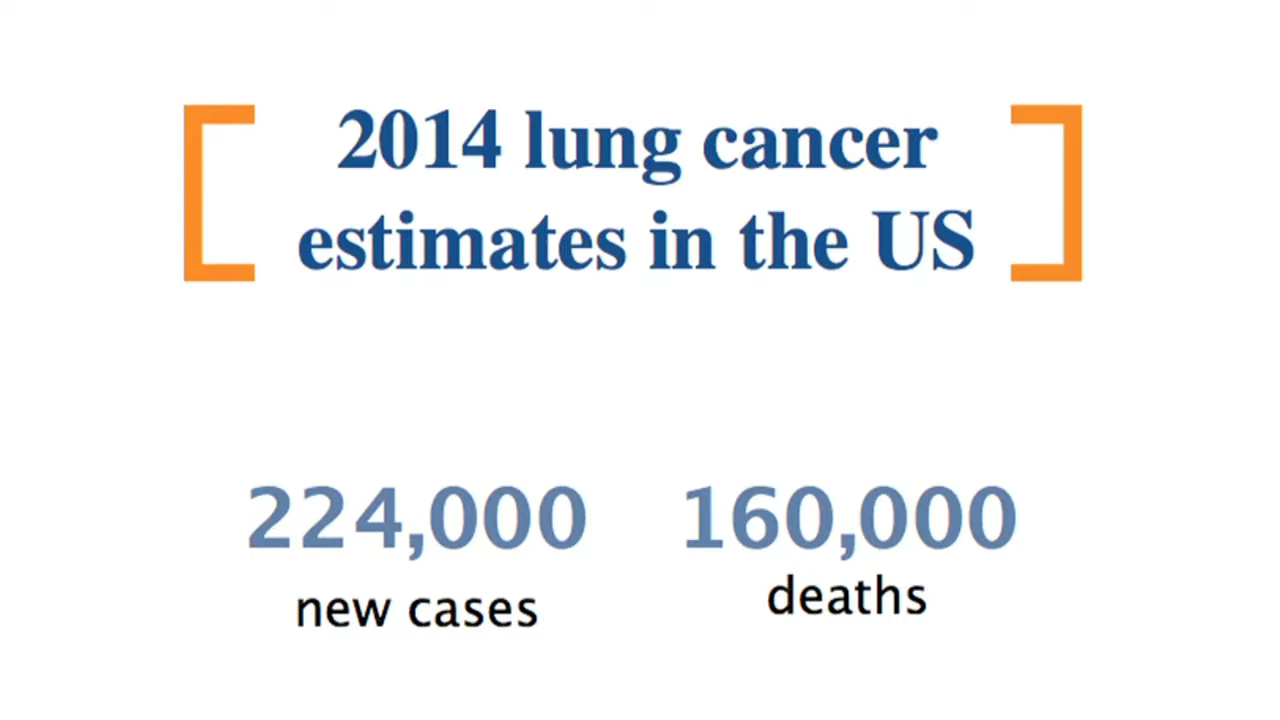 2014 lung cancer
estimates in the US
224,000 160,000
new cases deaths